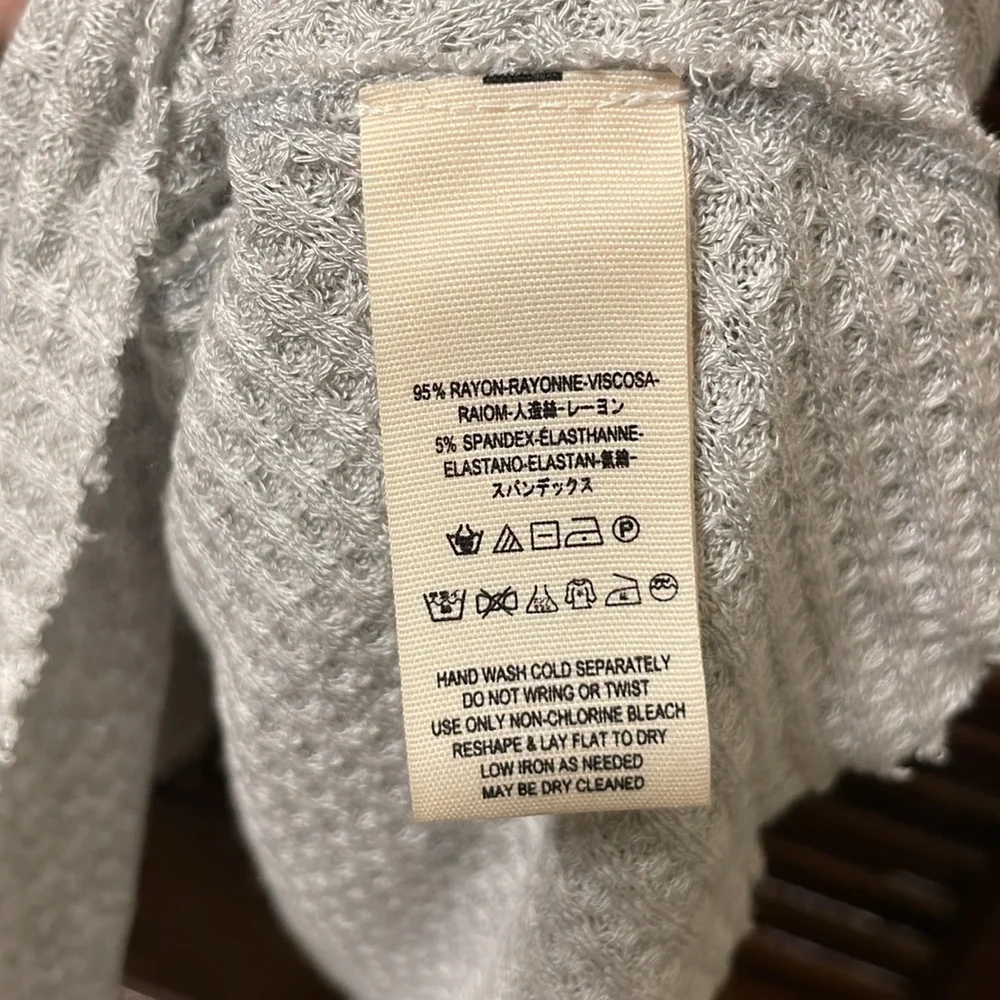 95% RAYON-RAYONNE-VISCOSA-
RAIOM-人造絲-レーヨン
5% SPANDEX-ÉLASTHANNE-
ELASTANO-ELASTAN-氨綸-
スパンデックス
P
HAND WASH COLD SEPARATELY
DO NOT WRING OR TWIST
USE ONLY NON-CHLORINE BLEACH
RESHAPE & LAY FLAT TO DRY
LOW IRON AS NEEDED
MAY BE DRY CLEANED